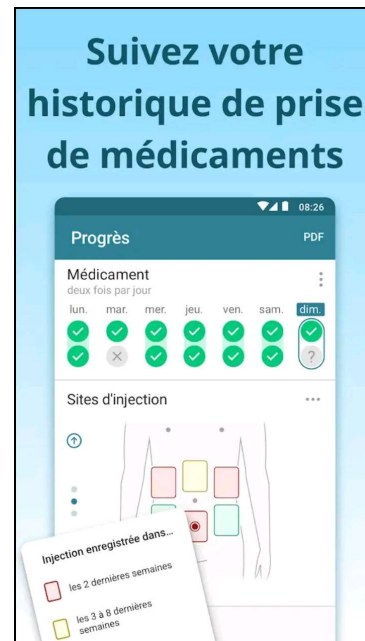 Suivez votre
historique de prise
de médicaments
08:26
Progrès PDF
Médicament
deux fois par jour
lun. mar. mer. jeu. ven. sam. dim.
?
Sites d'injection
Injection enregistrée dans...
les 2 dernières semaines
les 3 à 8 dernières
semaines